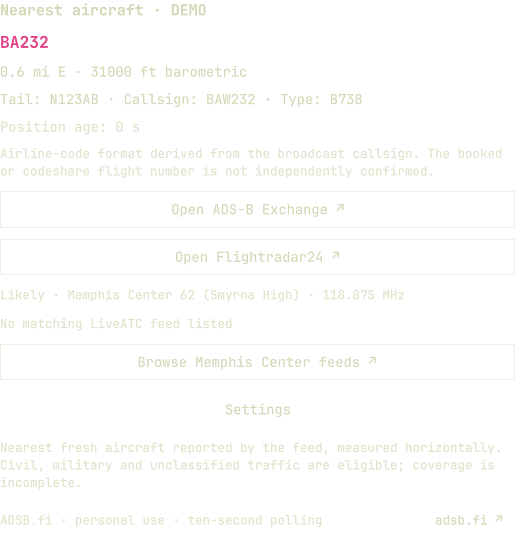 Nearest aircraft · DEMO
BA232
0.6 mi E · 31000 ft barometric
Tail: N123AB · Callsign: BAW232 · Type: B738
Position age: 0 s
Airline-code format derived from the broadcast callsign. The booked
or codeshare flight number is not independently confirmed.
Open ADS-B Exchange ↗
Open Flightradar24 ↗
Likely · Memphis Center 62 (Smyrna High) · 118.875 MHz
No matching LiveATC feed listed
Browse Memphis Center feeds ↗
Settings
Nearest fresh aircraft reported by the feed, measured horizontally.
Civil, military and unclassified traffic are eligible; coverage is
incomplete.
ADSB.fi · personal use · ten-second polling adsb.fi ↗